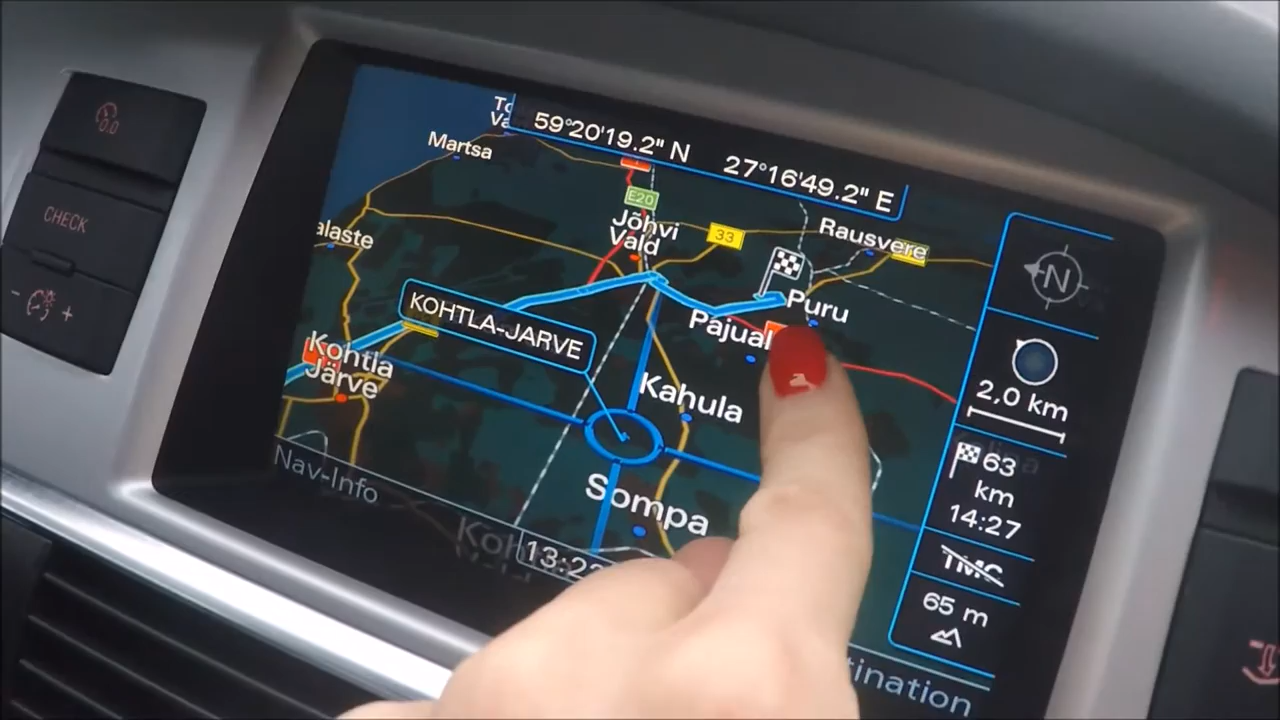 59°20'19.2" N 27°16'49.2" E
Martsa
E20
Jõhvi
Vald
33
Rausvere
alaste
N
KOHTLA-JARVE
Puru
Pajual
2,0 km
Kohtla
Järve
Kahula
63
km
14:27
Nav-Info
Sompa
TMC
65 m
13:22
tination
CHECK
- +